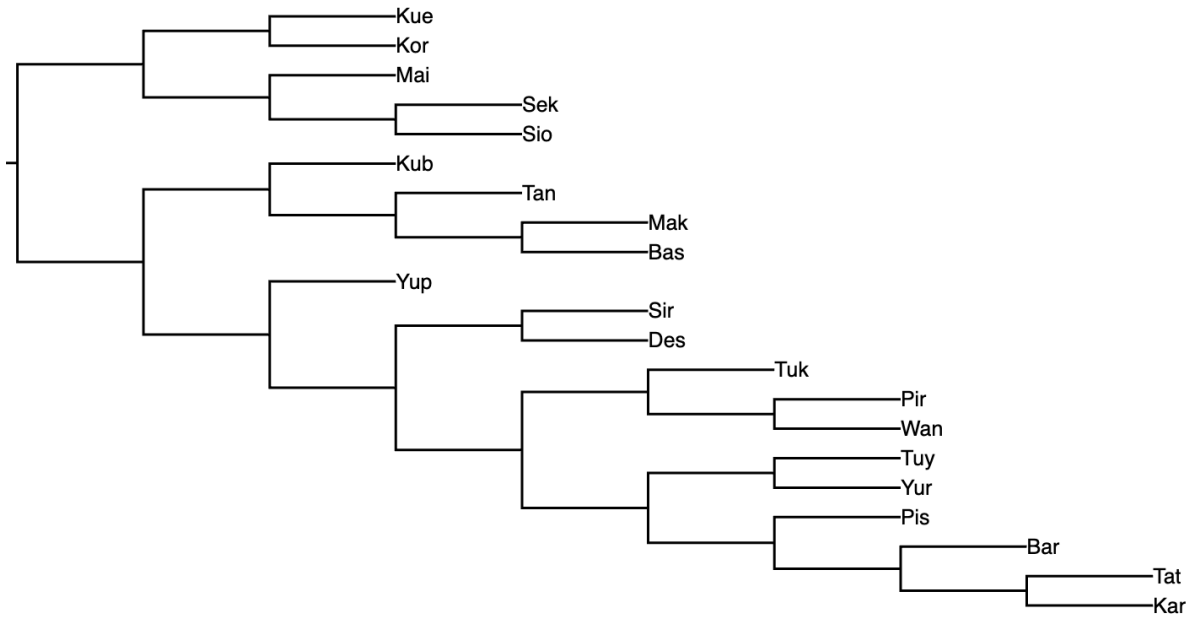 Kue
Kor
Mai
Sek
Sio
Kub
Tan
Mak
Bas
Yup
Sir
Des
Tuk
Pir
Wan
Tuy
Yur
Pis
Bar
Tat
Kar